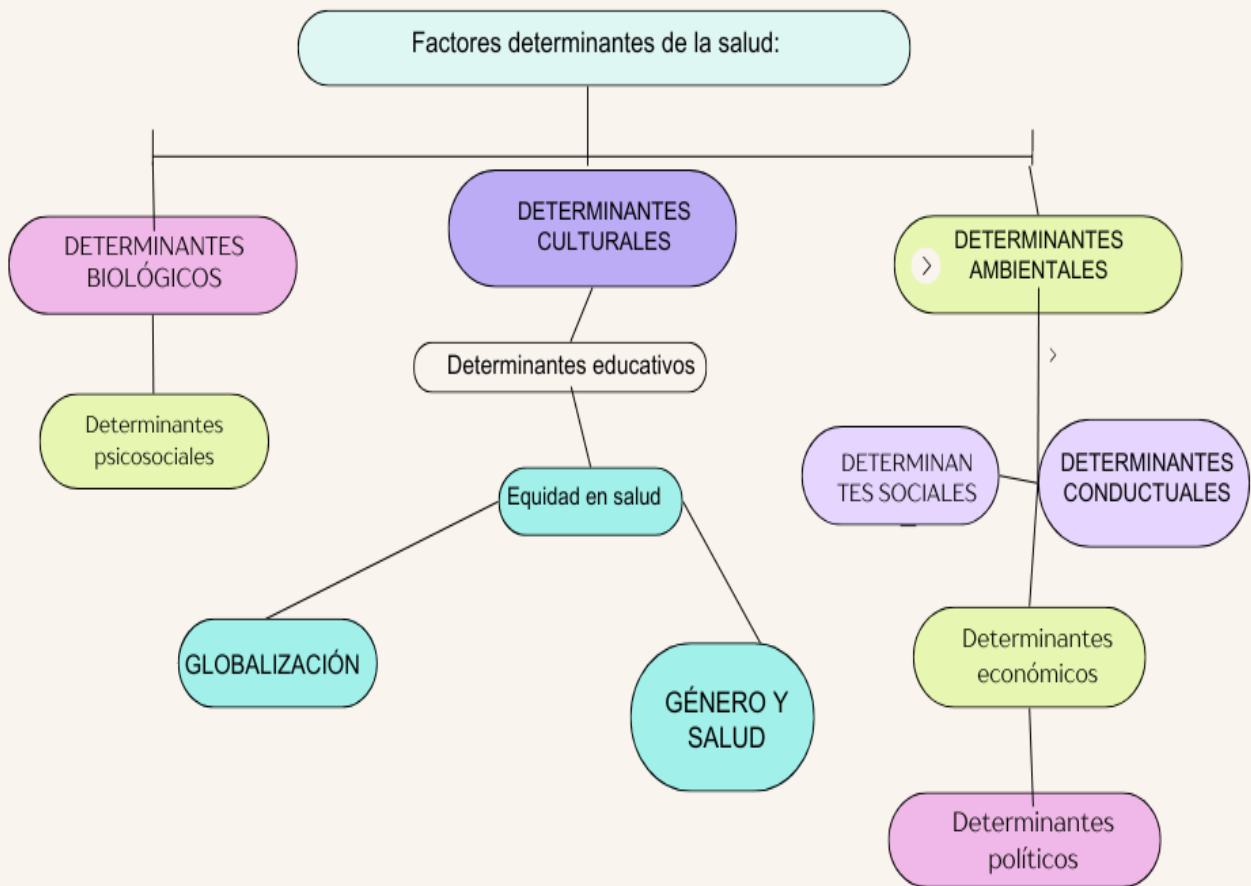 Factores determinantes de la salud:
DETERMINANTES
BIOLÓGICOS
DETERMINANTES
CULTURALES
DETERMINANTES
AMBIENTALES
Determinantes educativos
Determinantes
psicosociales
DETERMINAN
TES SOCIALES
DETERMINANTES
CONDUCTUALES
Equidad en salud
GLOBALIZACIÓN
GÉNERO Y
SALUD
Determinantes
económicos
Determinantes
políticos